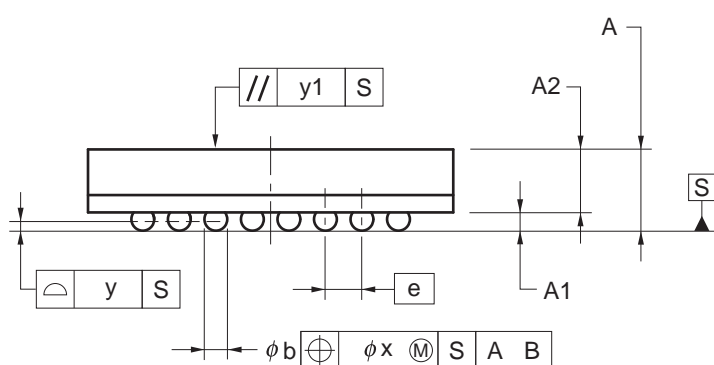 A
// y1 S
A2
S
⌓ y S
e
A1
φb ⌖ φx Ⓜ S A B